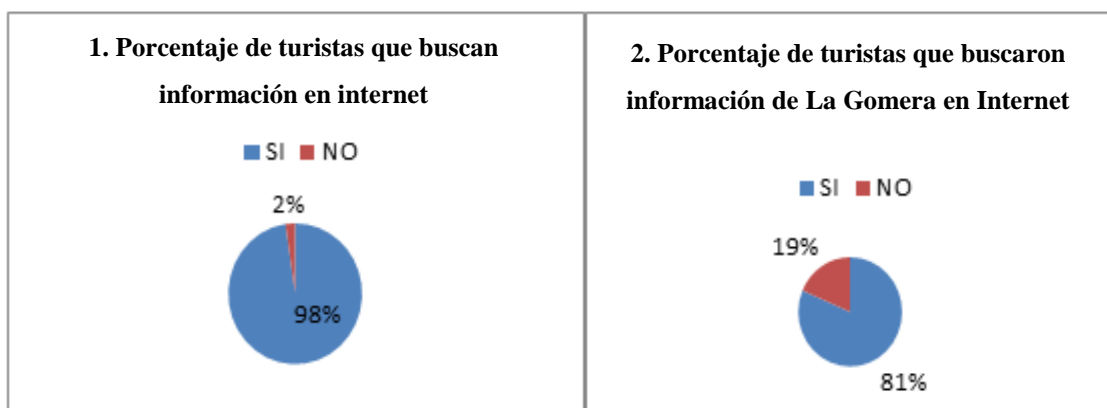 1. Porcentaje de turistas que buscan
información en internet
SI NO
2%
98%
2. Porcentaje de turistas que buscaron
información de La Gomera en Internet
SI NO
19%
81%